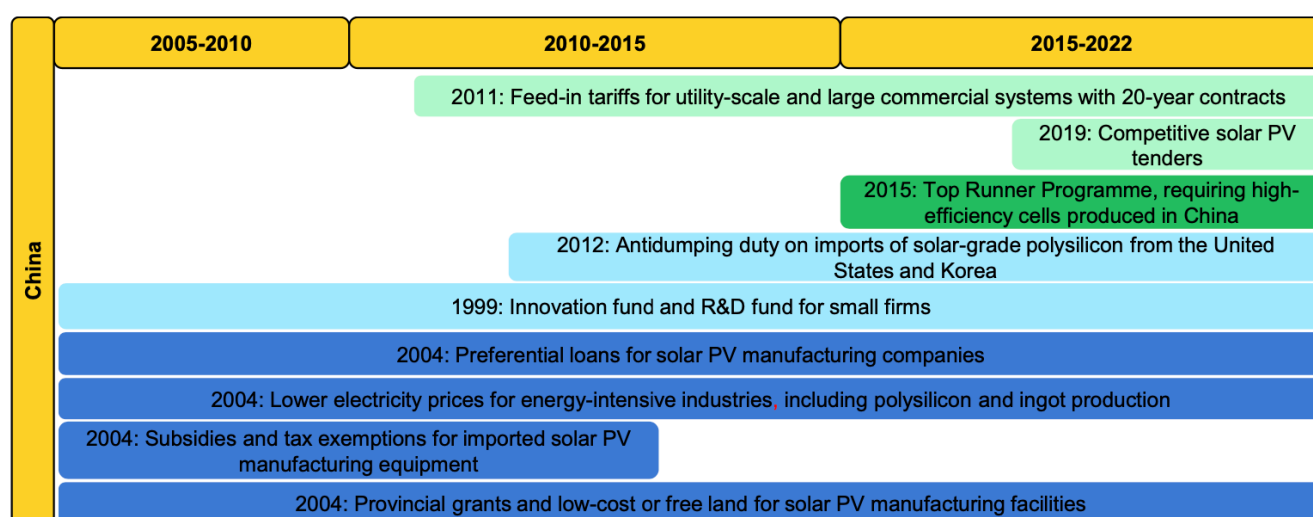 China
2005-2010
2010-2015
2015-2022
2011: Feed-in tariffs for utility-scale and large commercial systems with 20-year contracts
2019: Competitive solar PV
tenders
2015: Top Runner Programme, requiring high-
efficiency cells produced in China
2012: Antidumping duty on imports of solar-grade polysilicon from the United
States and Korea
1999: Innovation fund and R&D fund for small firms
2004: Preferential loans for solar PV manufacturing companies
2004: Lower electricity prices for energy-intensive industries, including polysilicon and ingot production
2004: Subsidies and tax exemptions for imported solar PV
manufacturing equipment
2004: Provincial grants and low-cost or free land for solar PV manufacturing facilities